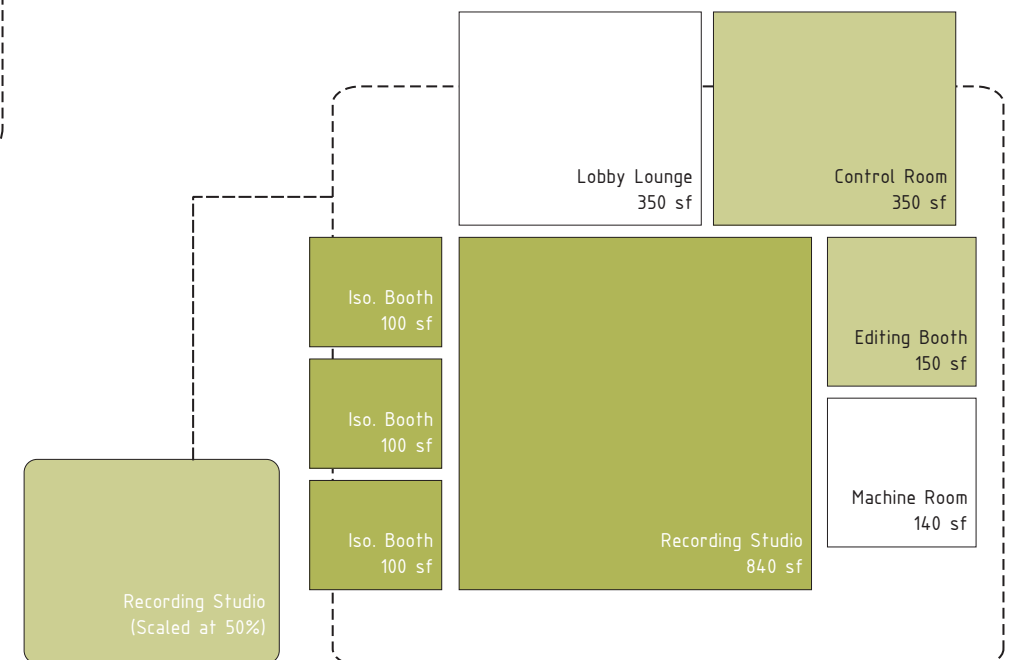 Lobby Lounge
350 sf
Control Room
350 sf
Iso. Booth
100 sf
Editing Booth
150 sf
Iso. Booth
100 sf
Machine Room
140 sf
Iso. Booth
100 sf
Recording Studio
840 sf
Recording Studio
(Scaled at 50%)